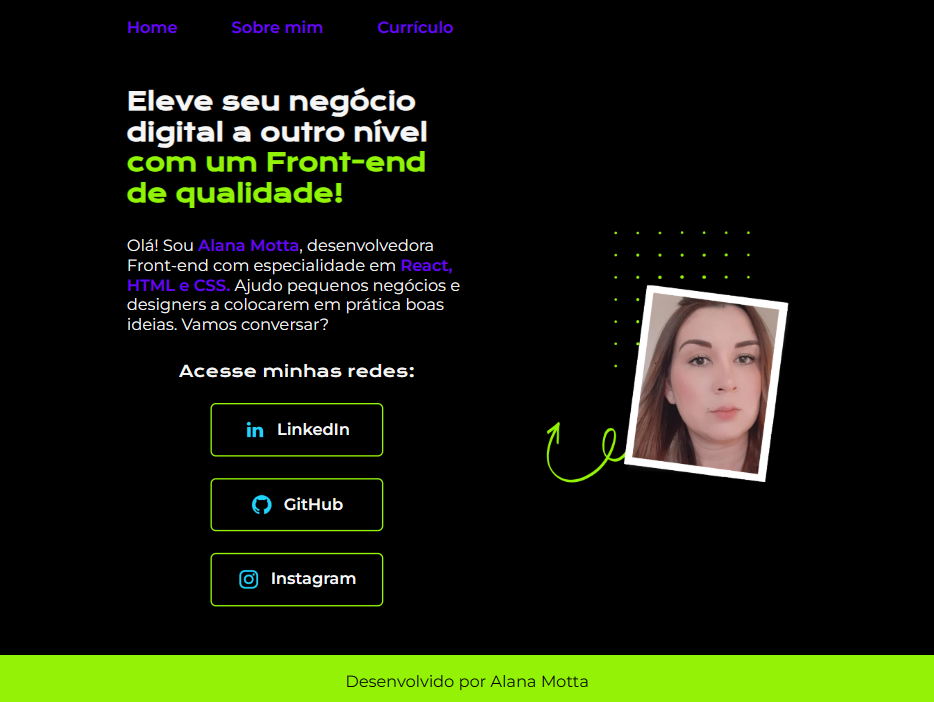 Home Sobre mim Currículo
Eleve seu negócio
digital a outro nível
com um Front-end
de qualidade!
Olá! Sou Alana Motta, desenvolvedora
Front-end com especialidade em React,
HTML e CSS. Ajudo pequenos negócios e
designers a colocarem em prática boas
ideias. Vamos conversar?
Acesse minhas redes:
LinkedIn
GitHub
Instagram
Desenvolvido por Alana Motta